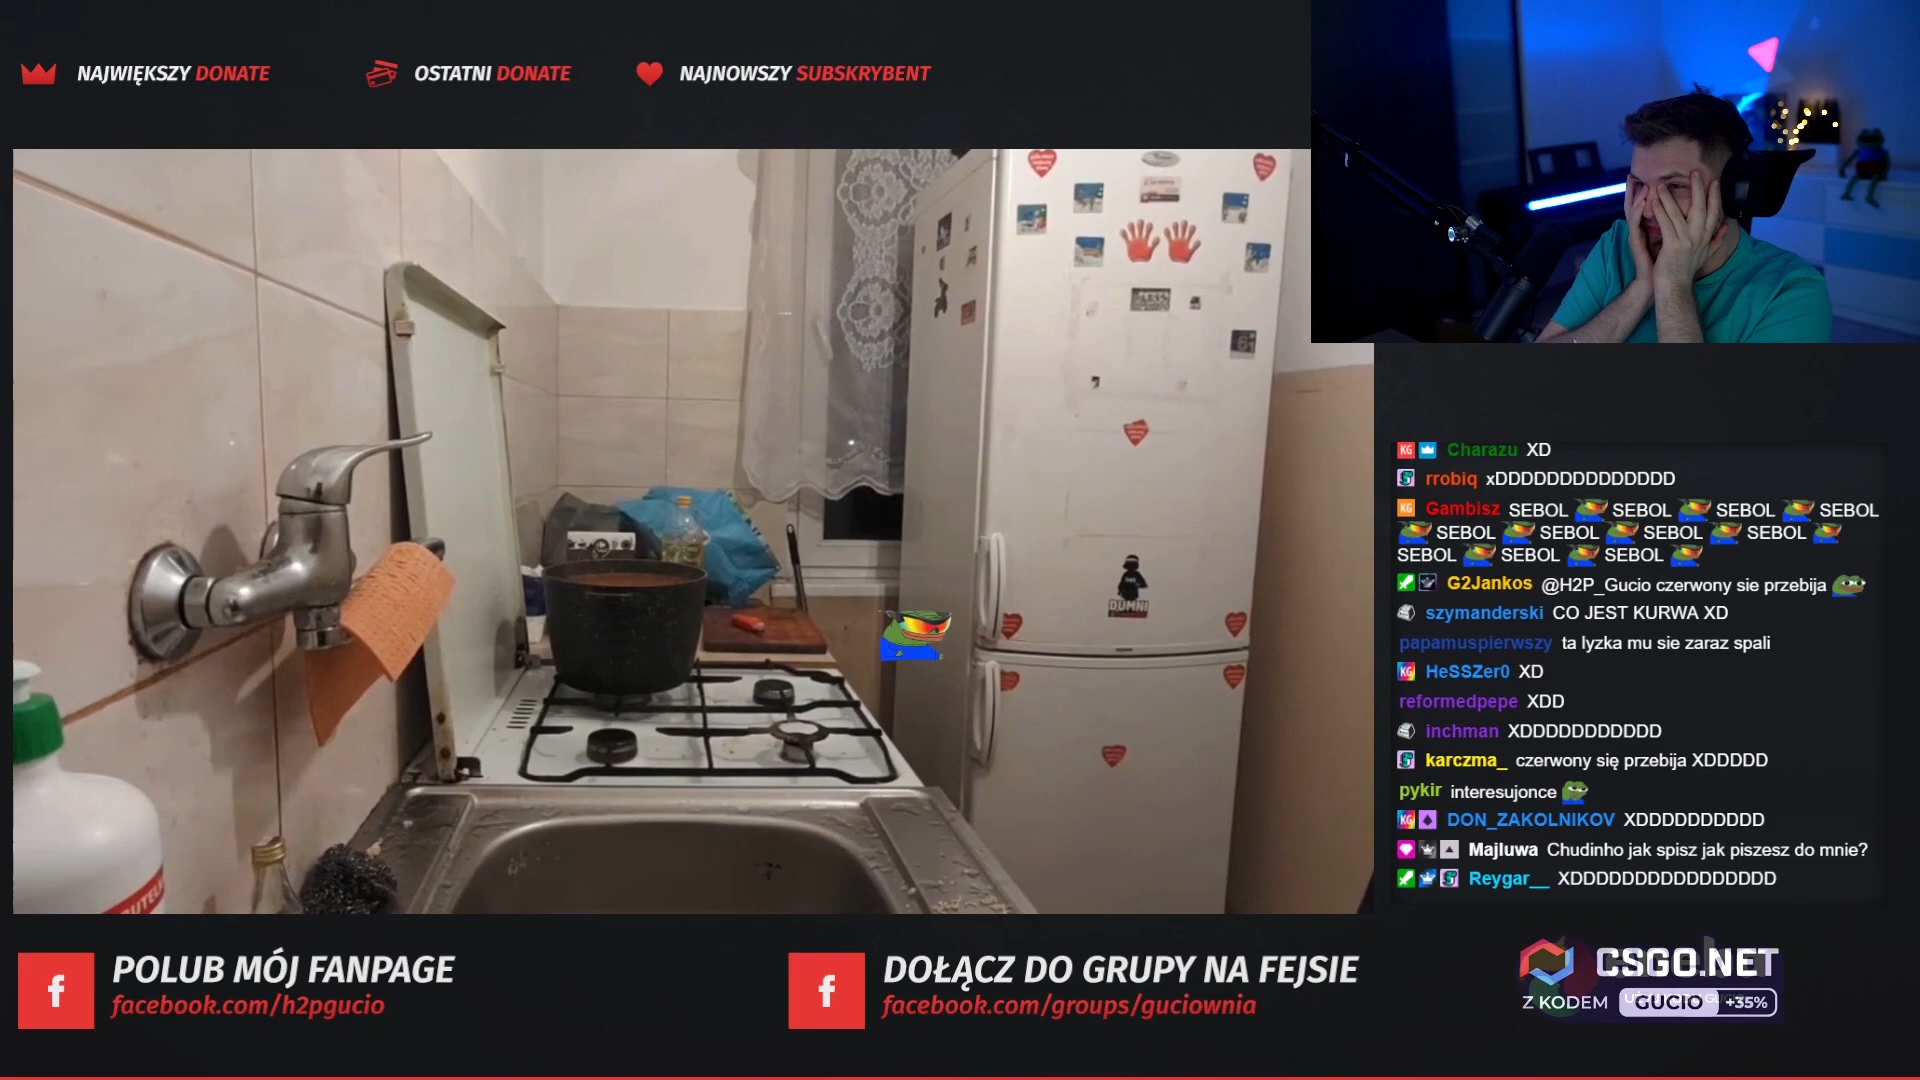 NAJWIĘKSZY DONATE
OSTATNI DONATE
NAJNOWSZY SUBSKRYBENT
DUMNI
Charazu XD
rrobiq xDDDDDDDDDDDDDDD
Gambisz SEBOL SEBOL SEBOL SEBOL
SEBOL SEBOL SEBOL SEBOL
SEBOL SEBOL SEBOL
G2Jankos @H2P_Gucio czerwony sie przebija
szymanderski CO JEST KURWA XD
papamuspierwszy ta lyzka mu sie zaraz spali
HeSSZer0 XD
reformedpepe XDD
inchman XDDDDDDDDDDD
karczma_ czerwony się przebija XDDDDD
pykir interesujonce
DON_ZAKOLNIKOV XDDDDDDDDDD
Majluwa Chudinho jak spisz jak piszesz do mnie?
Reygar__ XDDDDDDDDDDDDDDDDD
POLUB MÓJ FANPAGE
facebook.com/h2pgucio
DOŁĄCZ DO GRUPY NA FEJSIE
facebook.com/groups/guciownia
CSGO.NET
Z KODEM GUCIO +35%